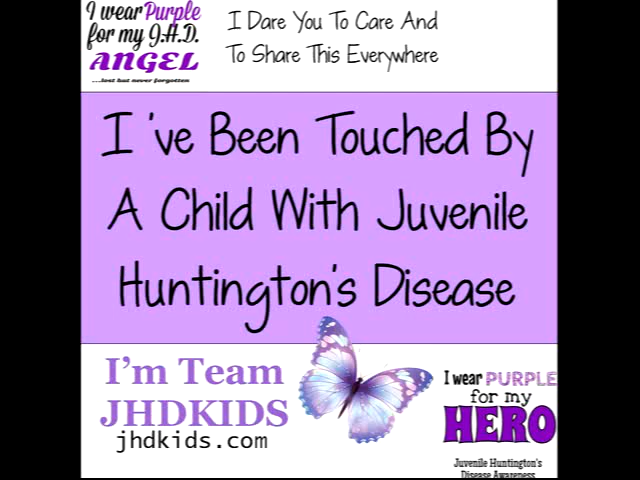 I wear Purple
for my J.H.D.
ANGEL
...lost but never forgotten
I Dare You To Care And
To Share This Everywhere
I 've Been Touched By
A Child With Juvenile
Huntington's Disease
I'm Team
JHDKIDS
jhdkids.com
I wear PURPLE
for my
HERO
Juvenile Huntington's
Disease Awareness